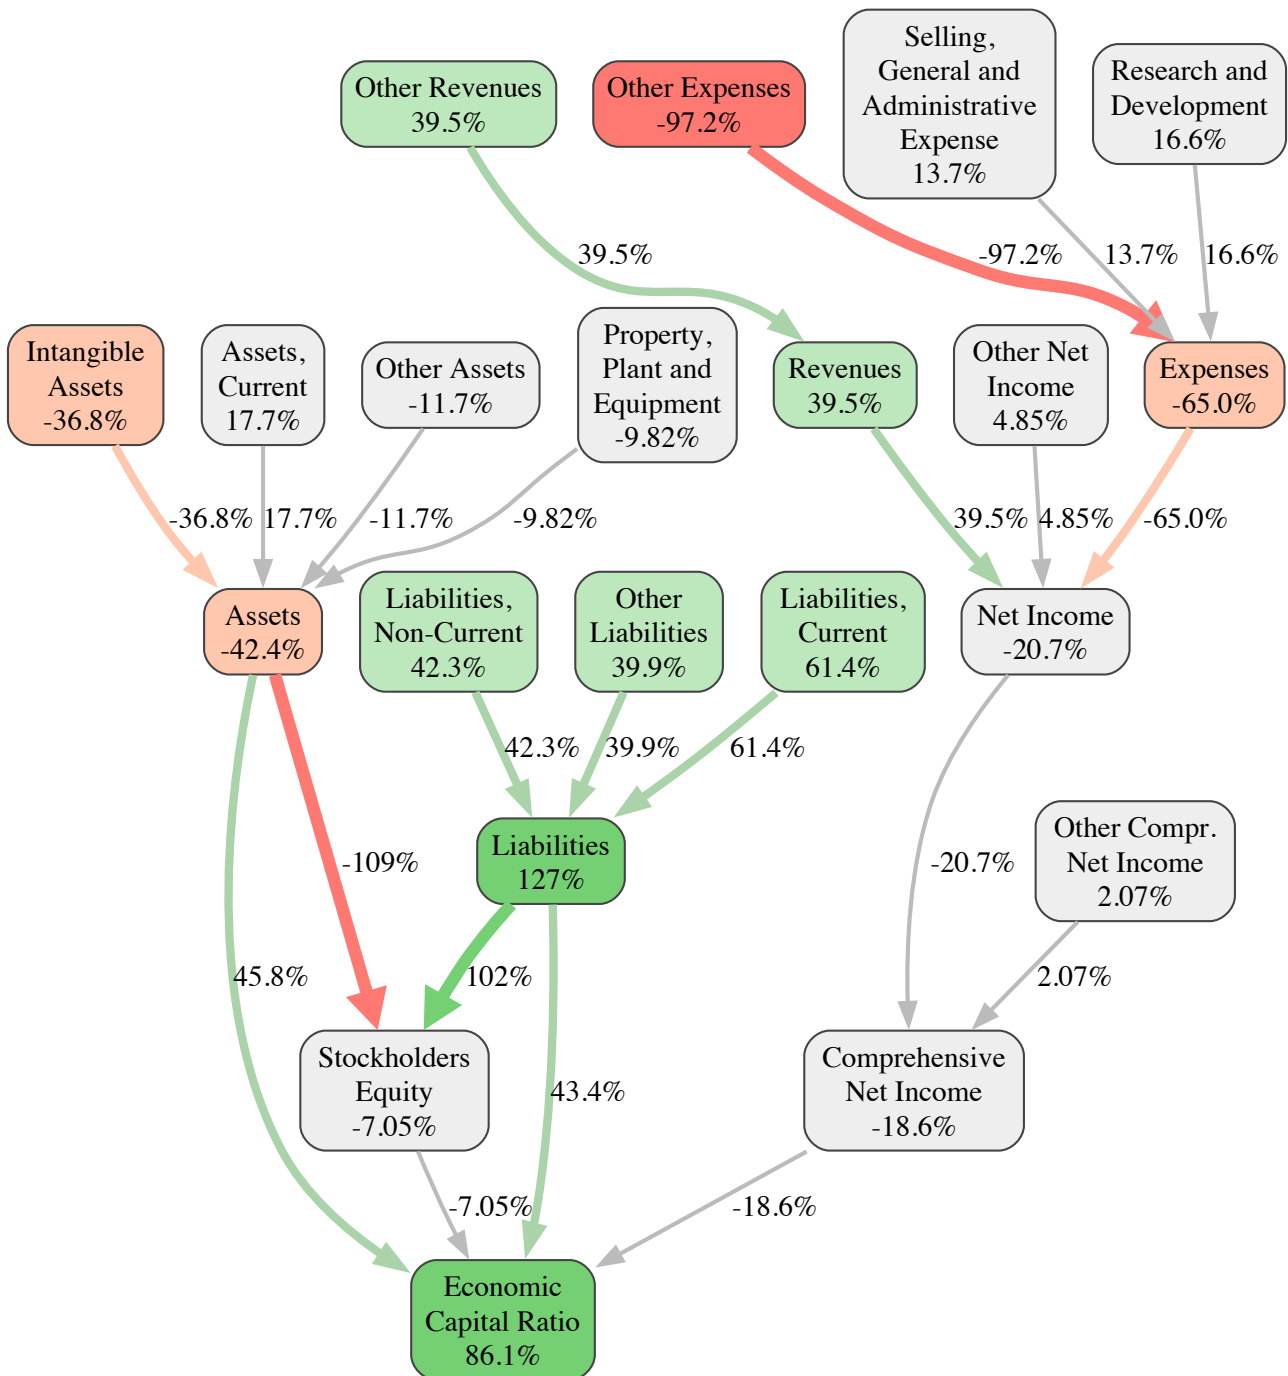 Other Revenues
39.5%
Other Expenses
-97.2%
Selling,
General and
Administrative
Expense
13.7%
Research and
Development
16.6%
39.5%
-97.2%
13.7%
16.6%
Intangible
Assets
-36.8%
Assets,
Current
17.7%
Other Assets
-11.7%
Property,
Plant and
Equipment
-9.82%
Revenues
39.5%
Other Net
Income
4.85%
Expenses
-65.0%
-36.8%
17.7%
-11.7%
-9.82%
39.5%
4.85%
-65.0%
Assets
-42.4%
Liabilities,
Non-Current
42.3%
Other
Liabilities
39.9%
Liabilities,
Current
61.4%
Net Income
-20.7%
42.3%
39.9%
61.4%
Liabilities
127%
-109%
-20.7%
Other Compr.
Net Income
2.07%
45.8%
102%
2.07%
Stockholders
Equity
-7.05%
43.4%
Comprehensive
Net Income
-18.6%
-7.05%
-18.6%
Economic
Capital Ratio
86.1%